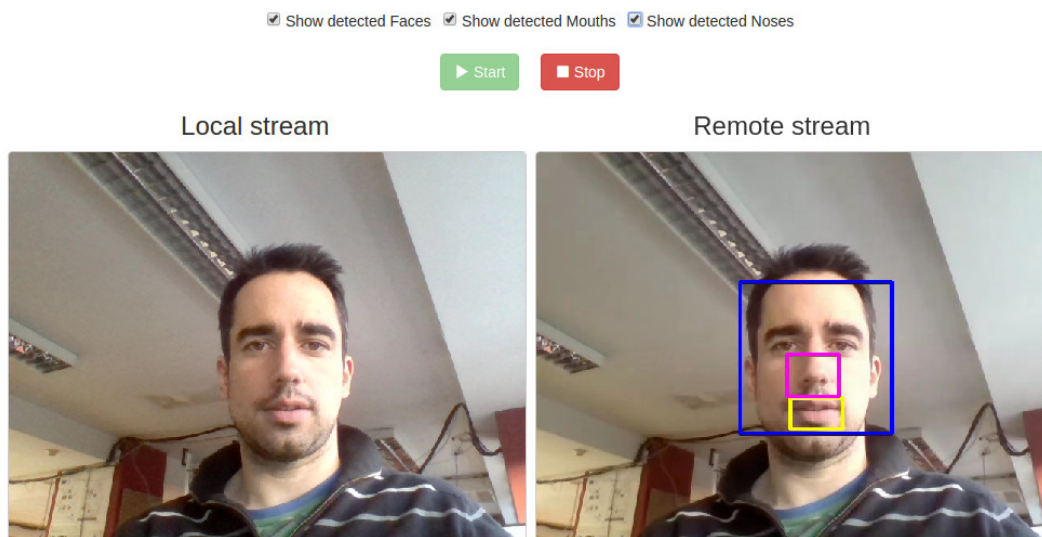 Show detected Faces Show detected Mouths Show detected Noses
Start Stop
Local stream Remote stream